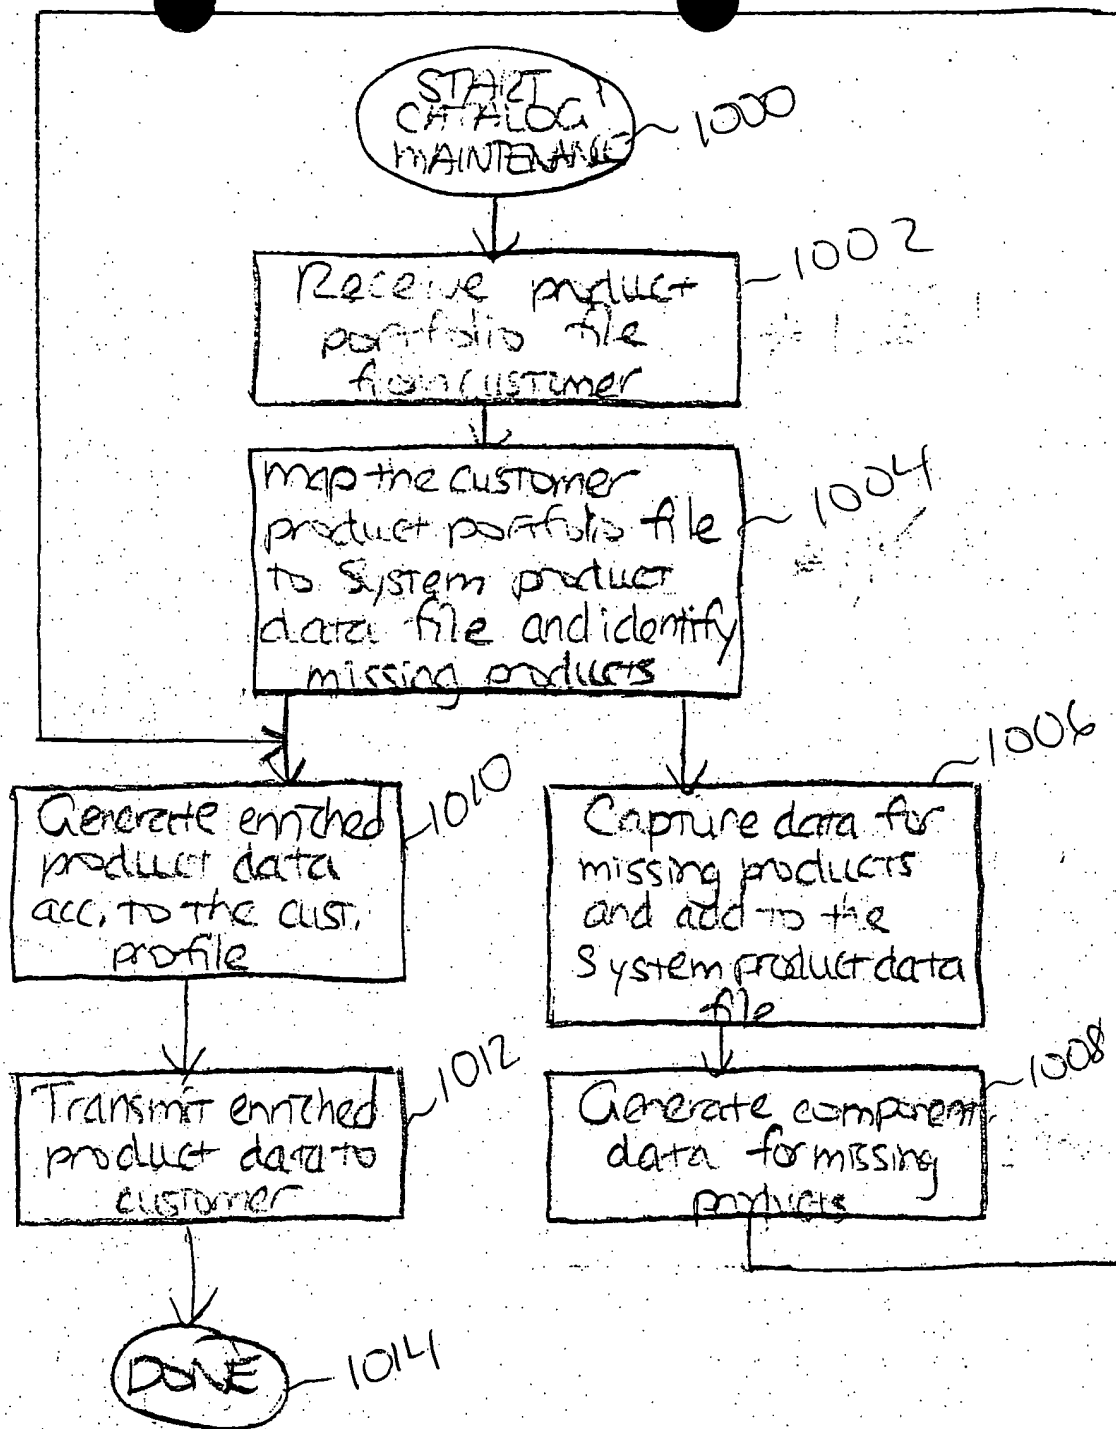 START
CATALOG
MAINTENANCE
1000
Receive product
portfolio file
from customer
1002
map the customer
product portfolio file
to System product
data file and identify
missing products
1004
Generate enriched
product data
acc. to the cust.
profile
1010
Capture data for
missing products
and add to the
System product data
file
1006
Transmit enriched
product data to
customer
1012
Generate component
data for missing
products
1008
DONE
1014